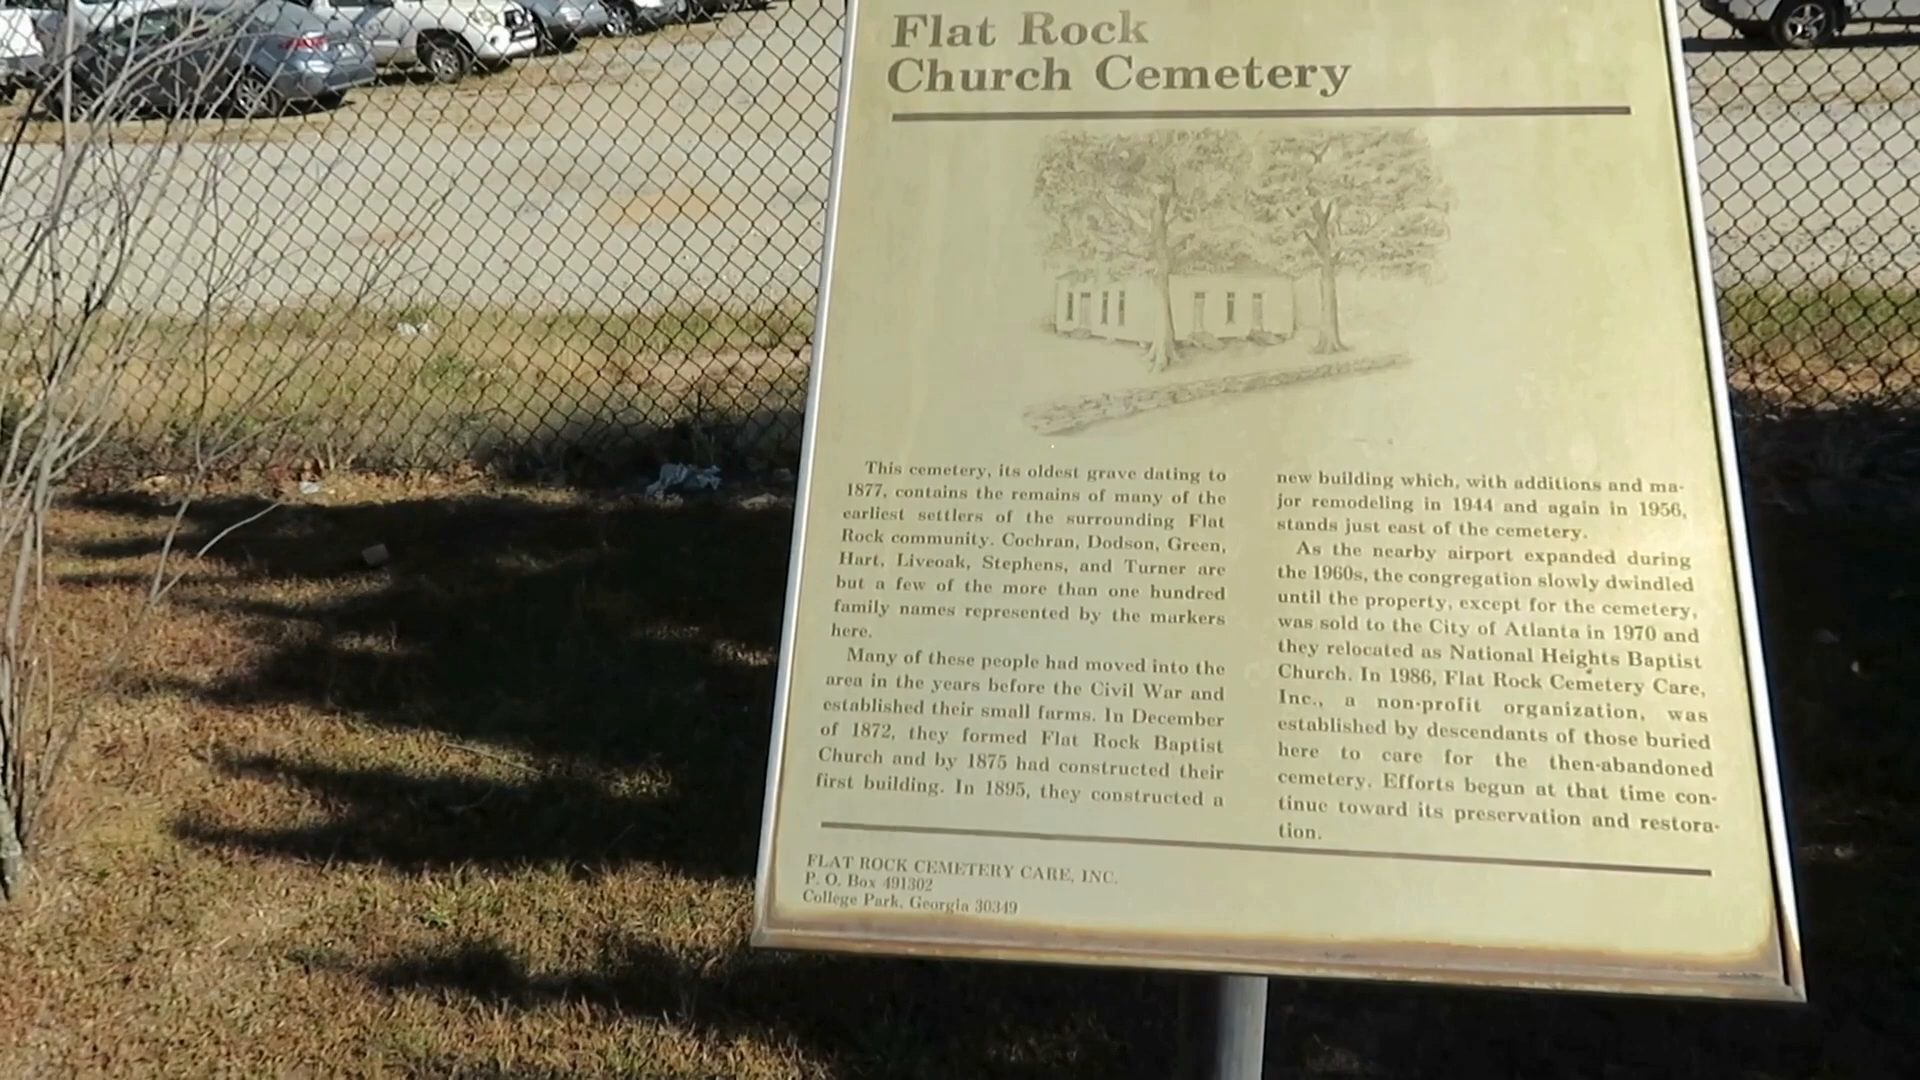 Flat Rock
Church Cemetery
This cemetery, its oldest grave dating to
1877, contains the remains of many of the
earliest settlers of the surrounding Flat
Rock community. Cochran, Dodson, Green,
Hart, Liveoak, Stephens, and Turner are
but a few of the more than one hundred
family names represented by the markers
here.
Many of these people had moved into the
area in the years before the Civil War and
established their small farms. In December
of 1872, they formed Flat Rock Baptist
Church and by 1875 had constructed their
first building. In 1895, they constructed a
new building which, with additions and ma-
jor remodeling in 1944 and again in 1956,
stands just east of the cemetery.
As the nearby airport expanded during
the 1960s, the congregation slowly dwindled
until the property, except for the cemetery,
was sold to the City of Atlanta in 1970 and
they relocated as National Heights Baptist
Church. In 1986, Flat Rock Cemetery Care,
Inc., a non-profit organization, was
established by descendants of those buried
here to care for the then-abandoned
cemetery. Efforts begun at that time con-
tinue toward its preservation and restora-
tion.
FLAT ROCK CEMETERY CARE, INC.
P. O. Box 491302
College Park, Georgia 30349